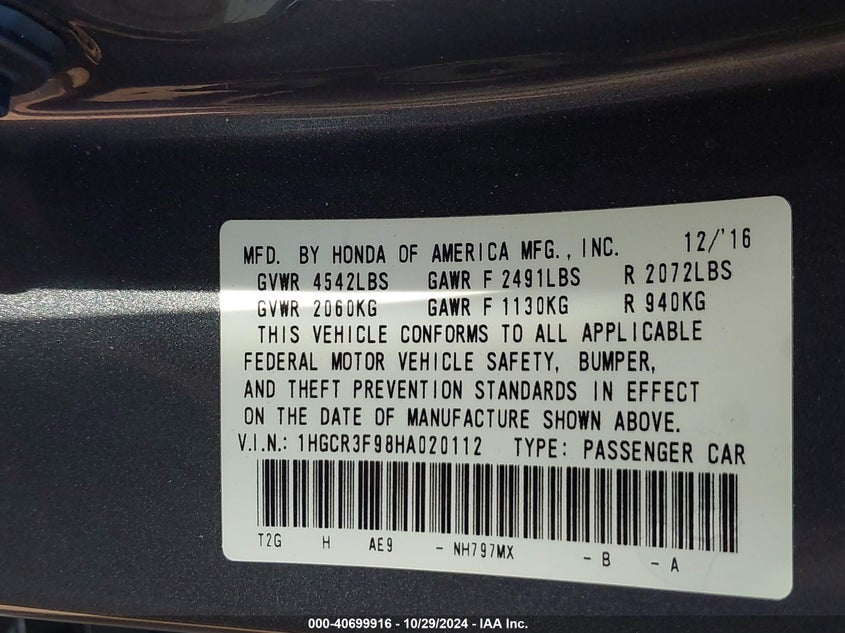 MFD. BY HONDA OF AMERICA MFG., INC. 12/'16
GVWR 4542LBS GAWR F 2491LBS R 2072LBS
GVWR 2060KG GAWR F 1130KG R 940KG
THIS VEHICLE CONFORMS TO ALL APPLICABLE
FEDERAL MOTOR VEHICLE SAFETY, BUMPER,
AND THEFT PREVENTION STANDARDS IN EFFECT
ON THE DATE OF MANUFACTURE SHOWN ABOVE.
V.I.N.: 1HGCR3F98HA020112 TYPE: PASSENGER CAR
T2G H AE9 - NH797MX - B - A
000-40699916 - 10/29/2024 - IAA Inc.